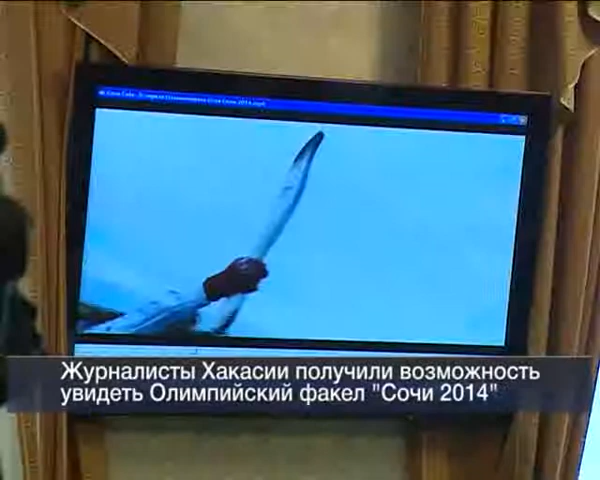 Журналисты Хакасии получили возможность
увидеть Олимпийский факел "Сочи 2014"